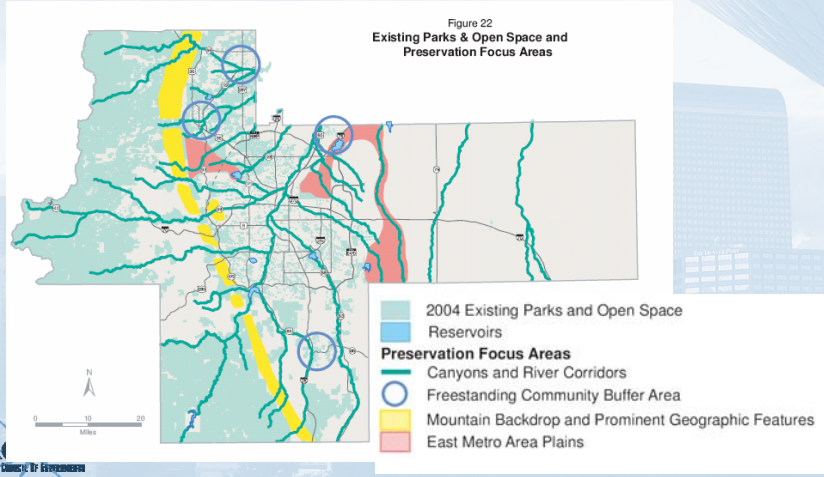 Figure 22
Existing Parks & Open Space and
Preservation Focus Areas
N
0 10 20
Miles
2004 Existing Parks and Open Space
Reservoirs
Preservation Focus Areas
Canyons and River Corridors
Freestanding Community Buffer Area
Mountain Backdrop and Prominent Geographic Features
East Metro Area Plains